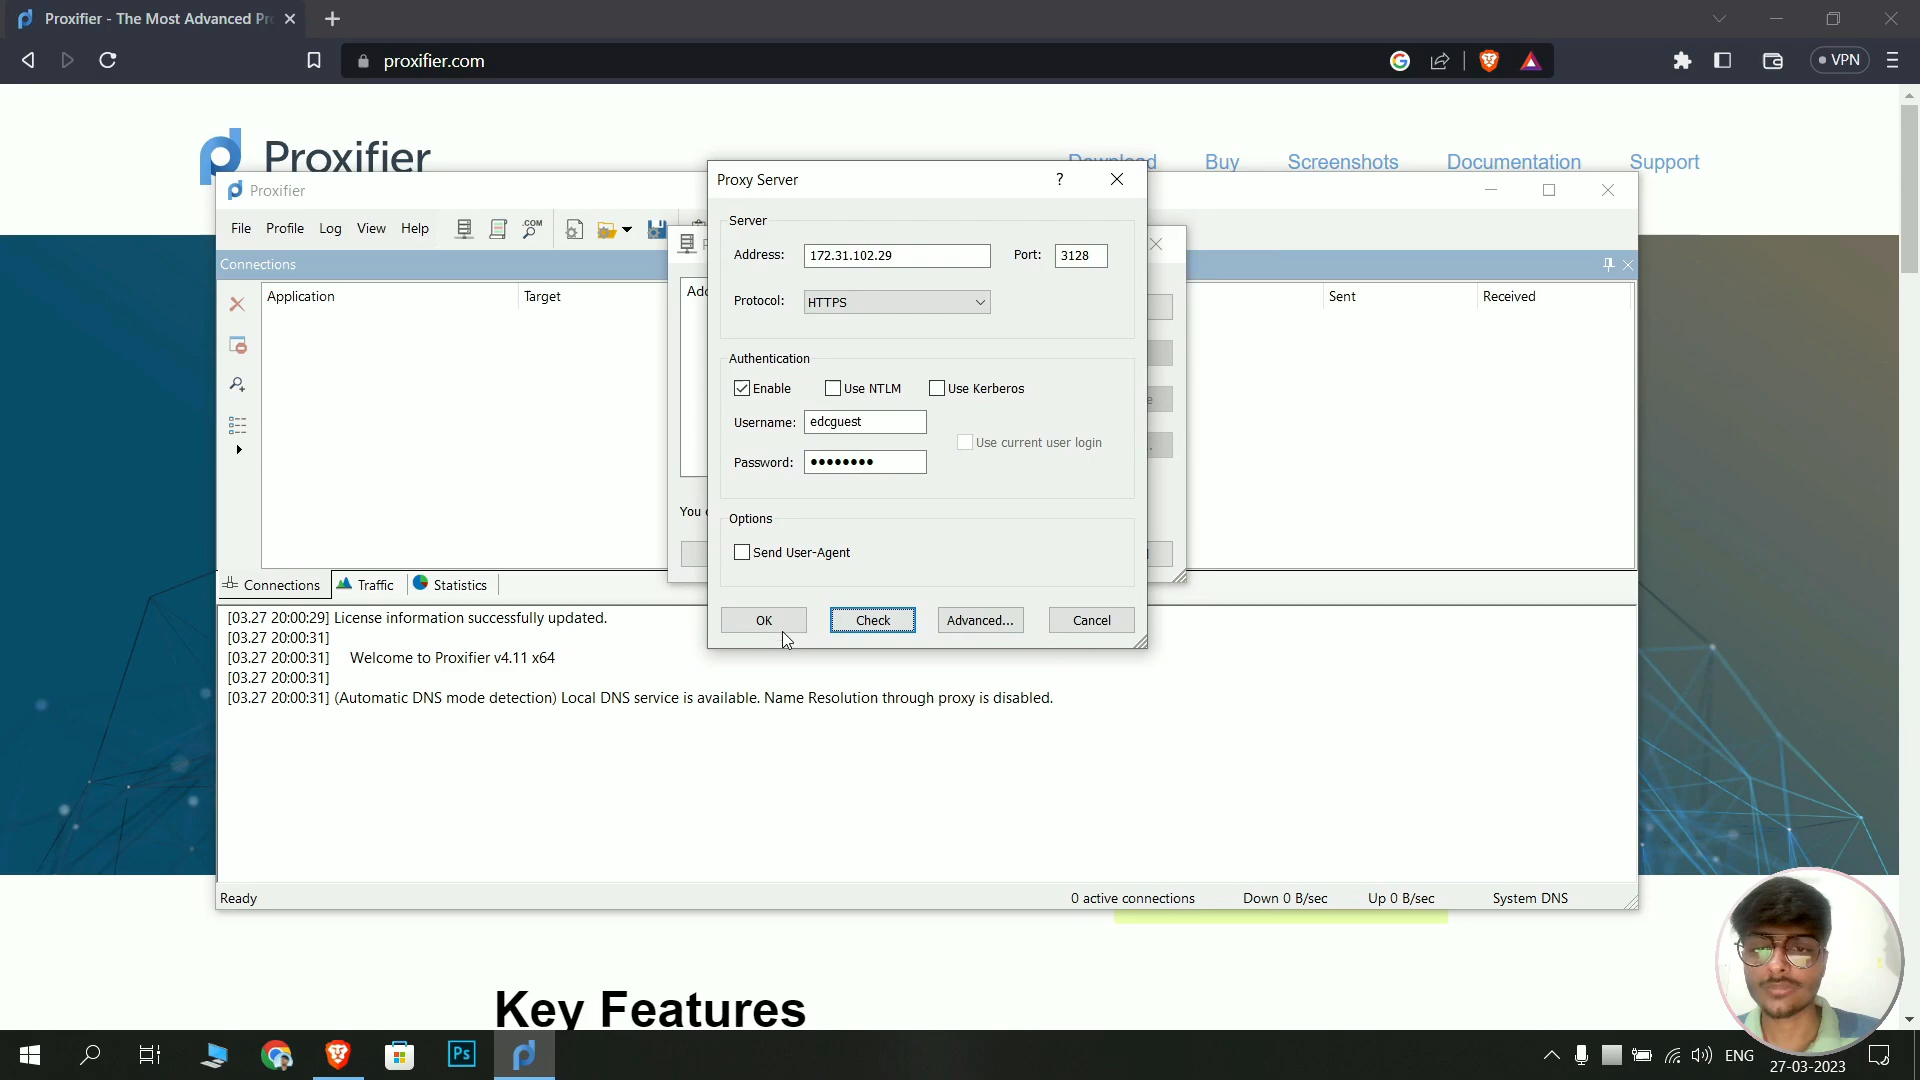 Proxifier - The Most Advanced Pr
proxifier.com
VPN
Proxifier
Download
Buy
Screenshots
Documentation
Support
Proxifier
File
Profile
Log
View
Help
.COM
Connections
Application
Target
Sent
Received
Add
You
Proxy Server
?
Server
Address:
172.31.102.29
Port:
3128
Protocol:
HTTPS
Authentication
Enable
Use NTLM
Use Kerberos
Username:
edcguest
Use current user login
Password:
●●●●●●●●
Options
Send User-Agent
OK
Check
Advanced...
Cancel
Connections
Traffic
Statistics
[03.27 20:00:29] License information successfully updated.
[03.27 20:00:31]
[03.27 20:00:31] Welcome to Proxifier v4.11 x64
[03.27 20:00:31]
[03.27 20:00:31] (Automatic DNS mode detection) Local DNS service is available. Name Resolution through proxy is disabled.
Ready
0 active connections
Down 0 B/sec
Up 0 B/sec
System DNS
Key Features
Ps
ENG
27-03-2023